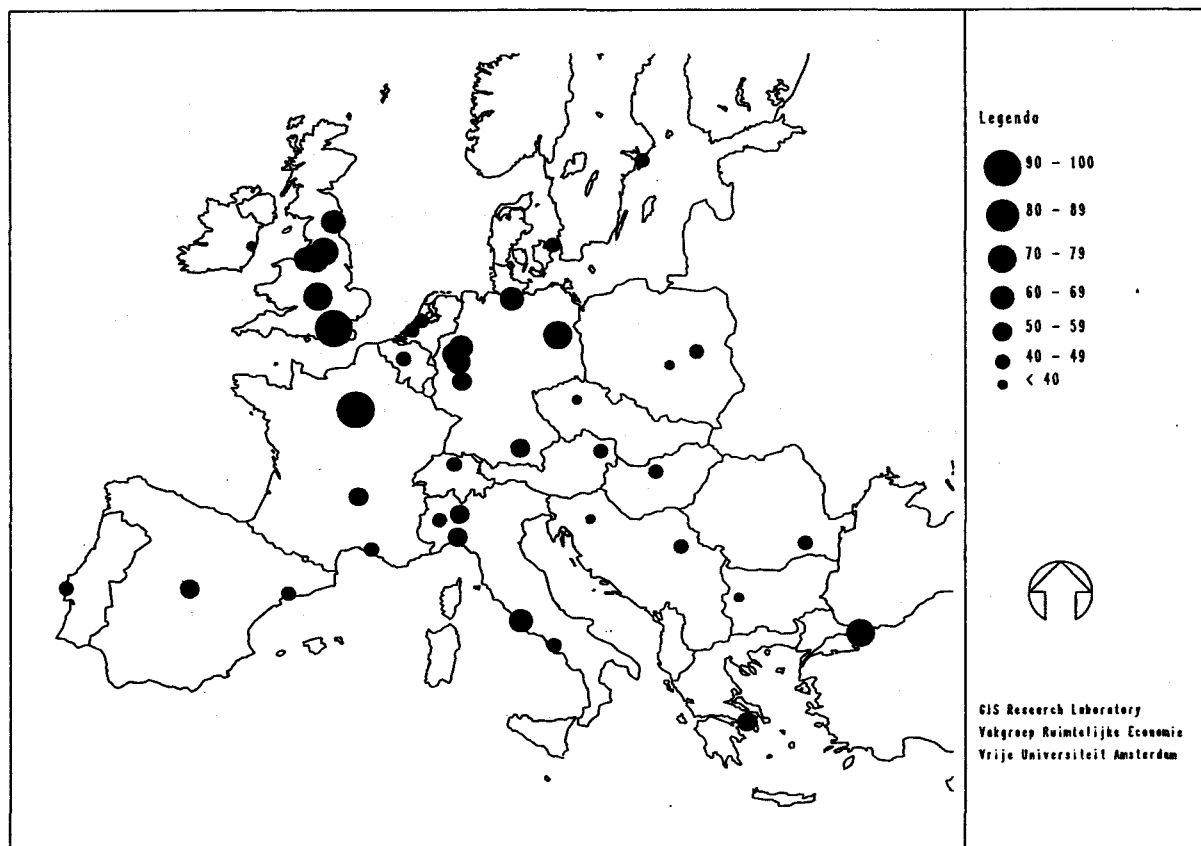 Legenda
90 - 100
80 - 89
70 - 79
60 - 69
50 - 59
40 - 49
< 40
GIS Research Laboratory
Vakgroep Ruimtelijke Economie
Vrije Universiteit Amsterdam